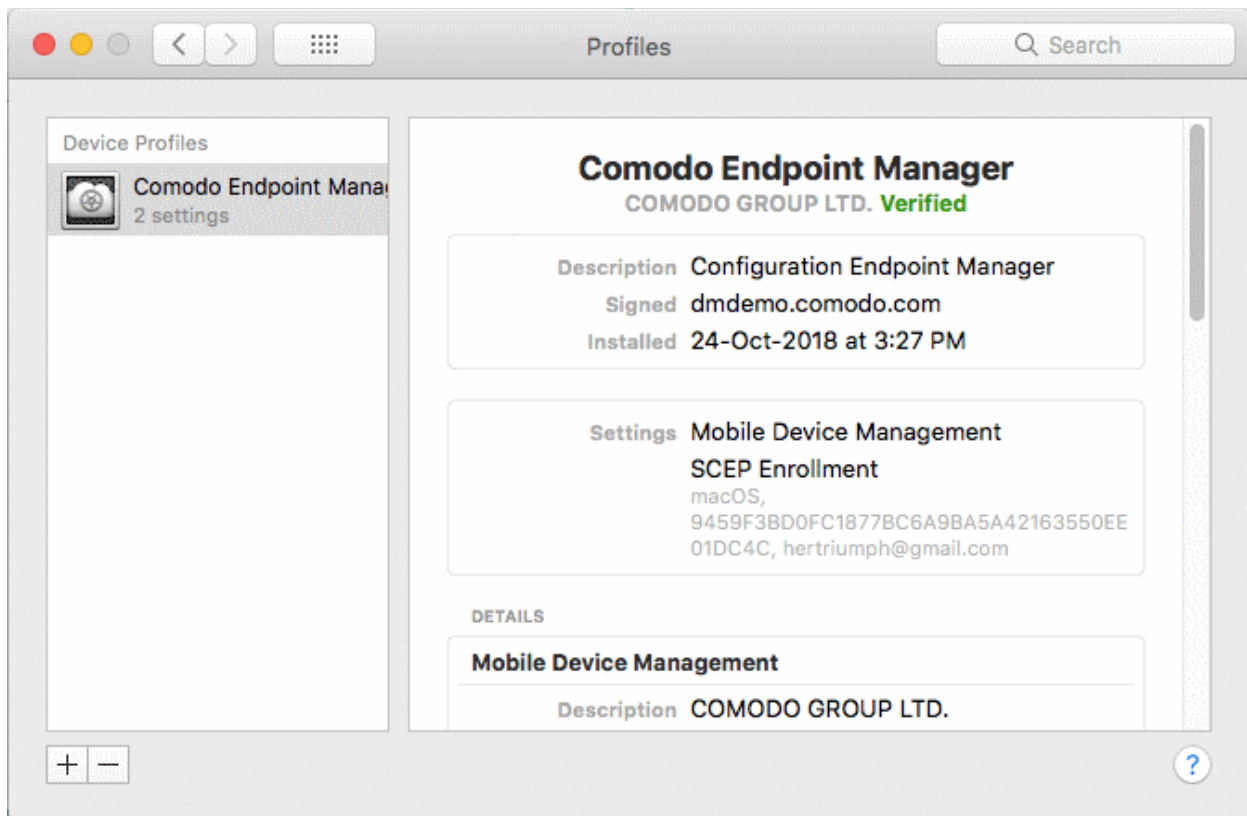 Profiles
Search
Device Profiles
Comodo Endpoint Mana
2 settings
Comodo Endpoint Manager
COMODO GROUP LTD. Verified
Description Configuration Endpoint Manager
Signed dmdemo.comodo.com
Installed 24-Oct-2018 at 3:27 PM
Settings Mobile Device Management
SCEP Enrollment
macOS,
9459F3BD0FC1877BC6A9BA5A42163550EE
01DC4C, hertriumph@gmail.com
DETAILS
Mobile Device Management
Description COMODO GROUP LTD.
+ −
?